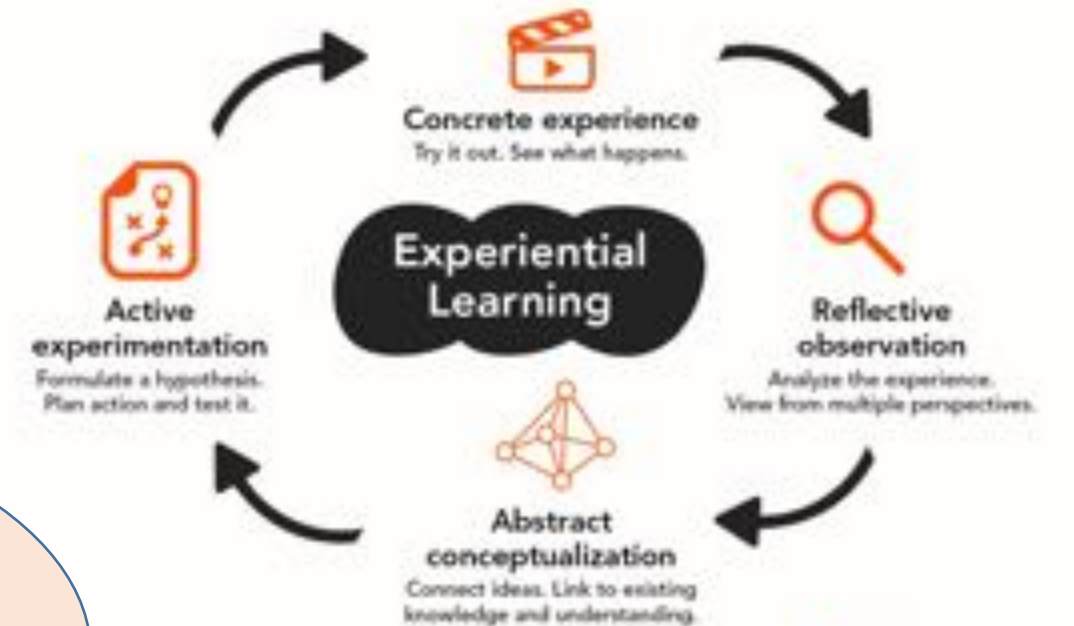 Concrete experience
Try it out. See what happens.
Experiential
Learning
Reflective
observation
Analyze the experience.
View from multiple perspectives.
Abstract
conceptualization
Connect ideas. Link to existing
knowledge and understanding.
Active
experimentation
Formulate a hypothesis.
Plan action and test it.